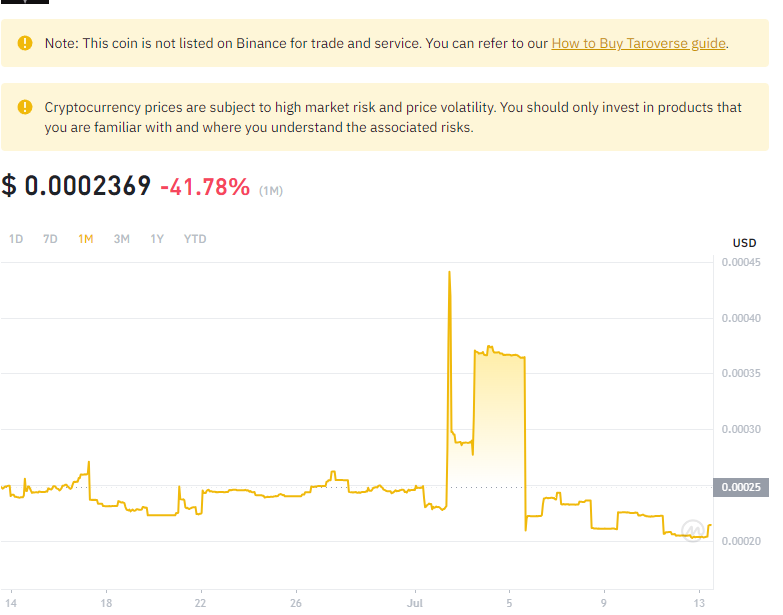 Note: This coin is not listed on Binance for trade and service. You can refer to our How to Buy Taroverse guide.
Cryptocurrency prices are subject to high market risk and price volatility. You should only invest in products that
you are familiar with and where you understand the associated risks.
$ 0.0002369 -41.78% (1M)
1D 7D 1M 3M 1Y YTD
USD
0.00045
0.00040
0.00035
0.00030
0.00025
0.00020
14 18 22 26 Jul 5 9 13